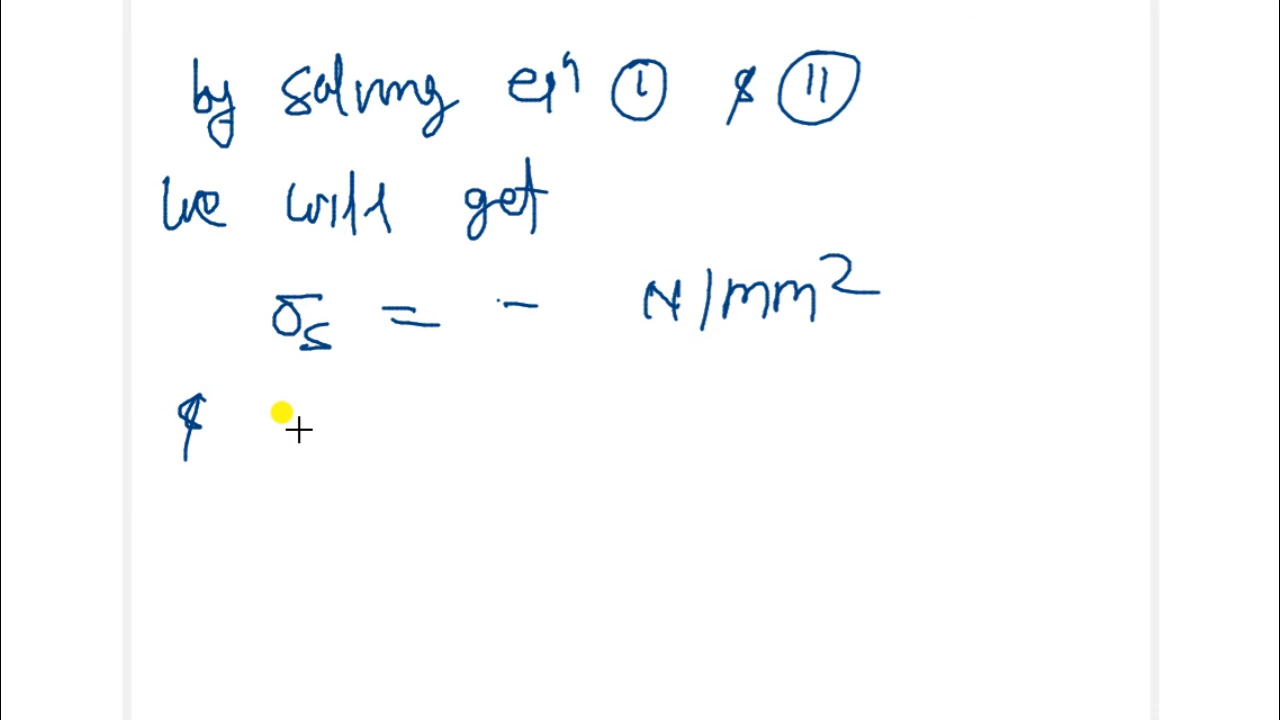 by solving eqn (I) & (II)
we will get
σs = - N/mm²
&